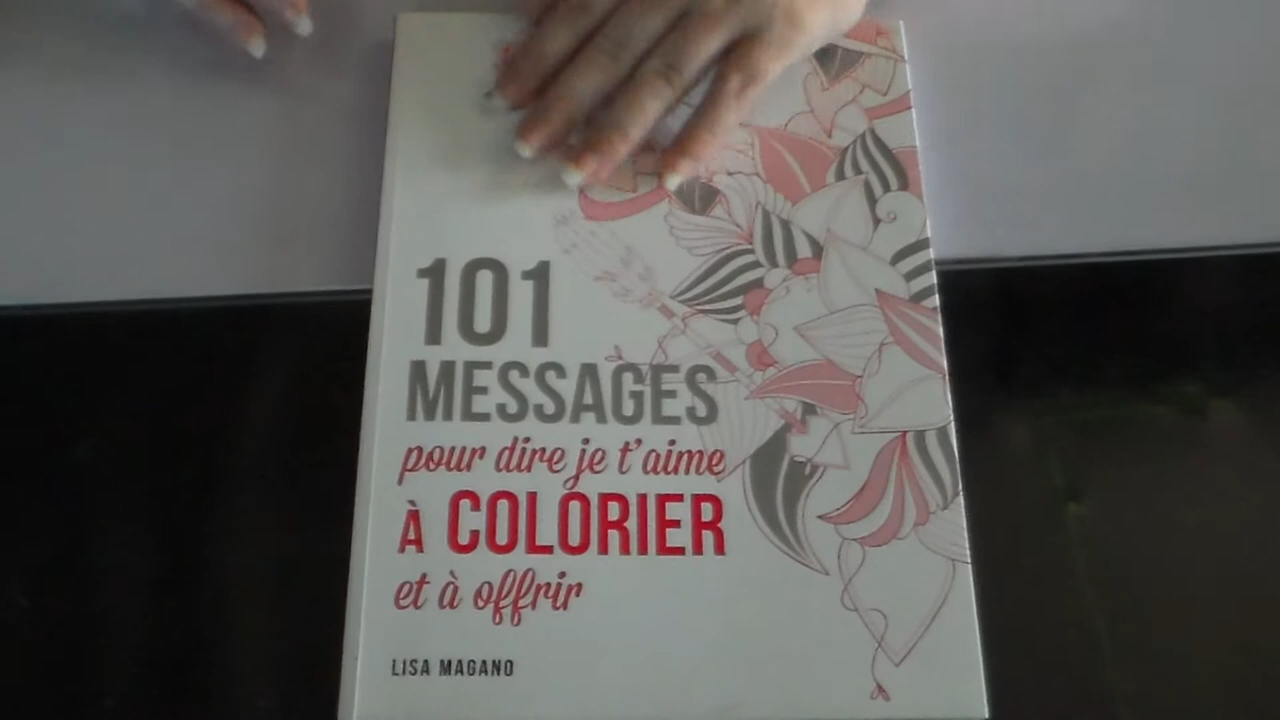 101
MESSAGES
pour dire je t'aime
À COLORIER
et à offrir
LISA MAGANO